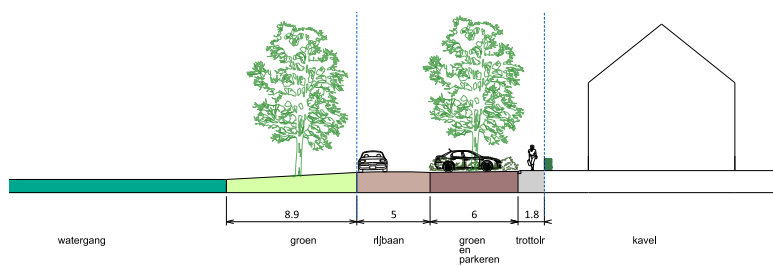 8.9 5 6 1.8
watergang groen rijbaan groen trottoir kavel
en
parkeren